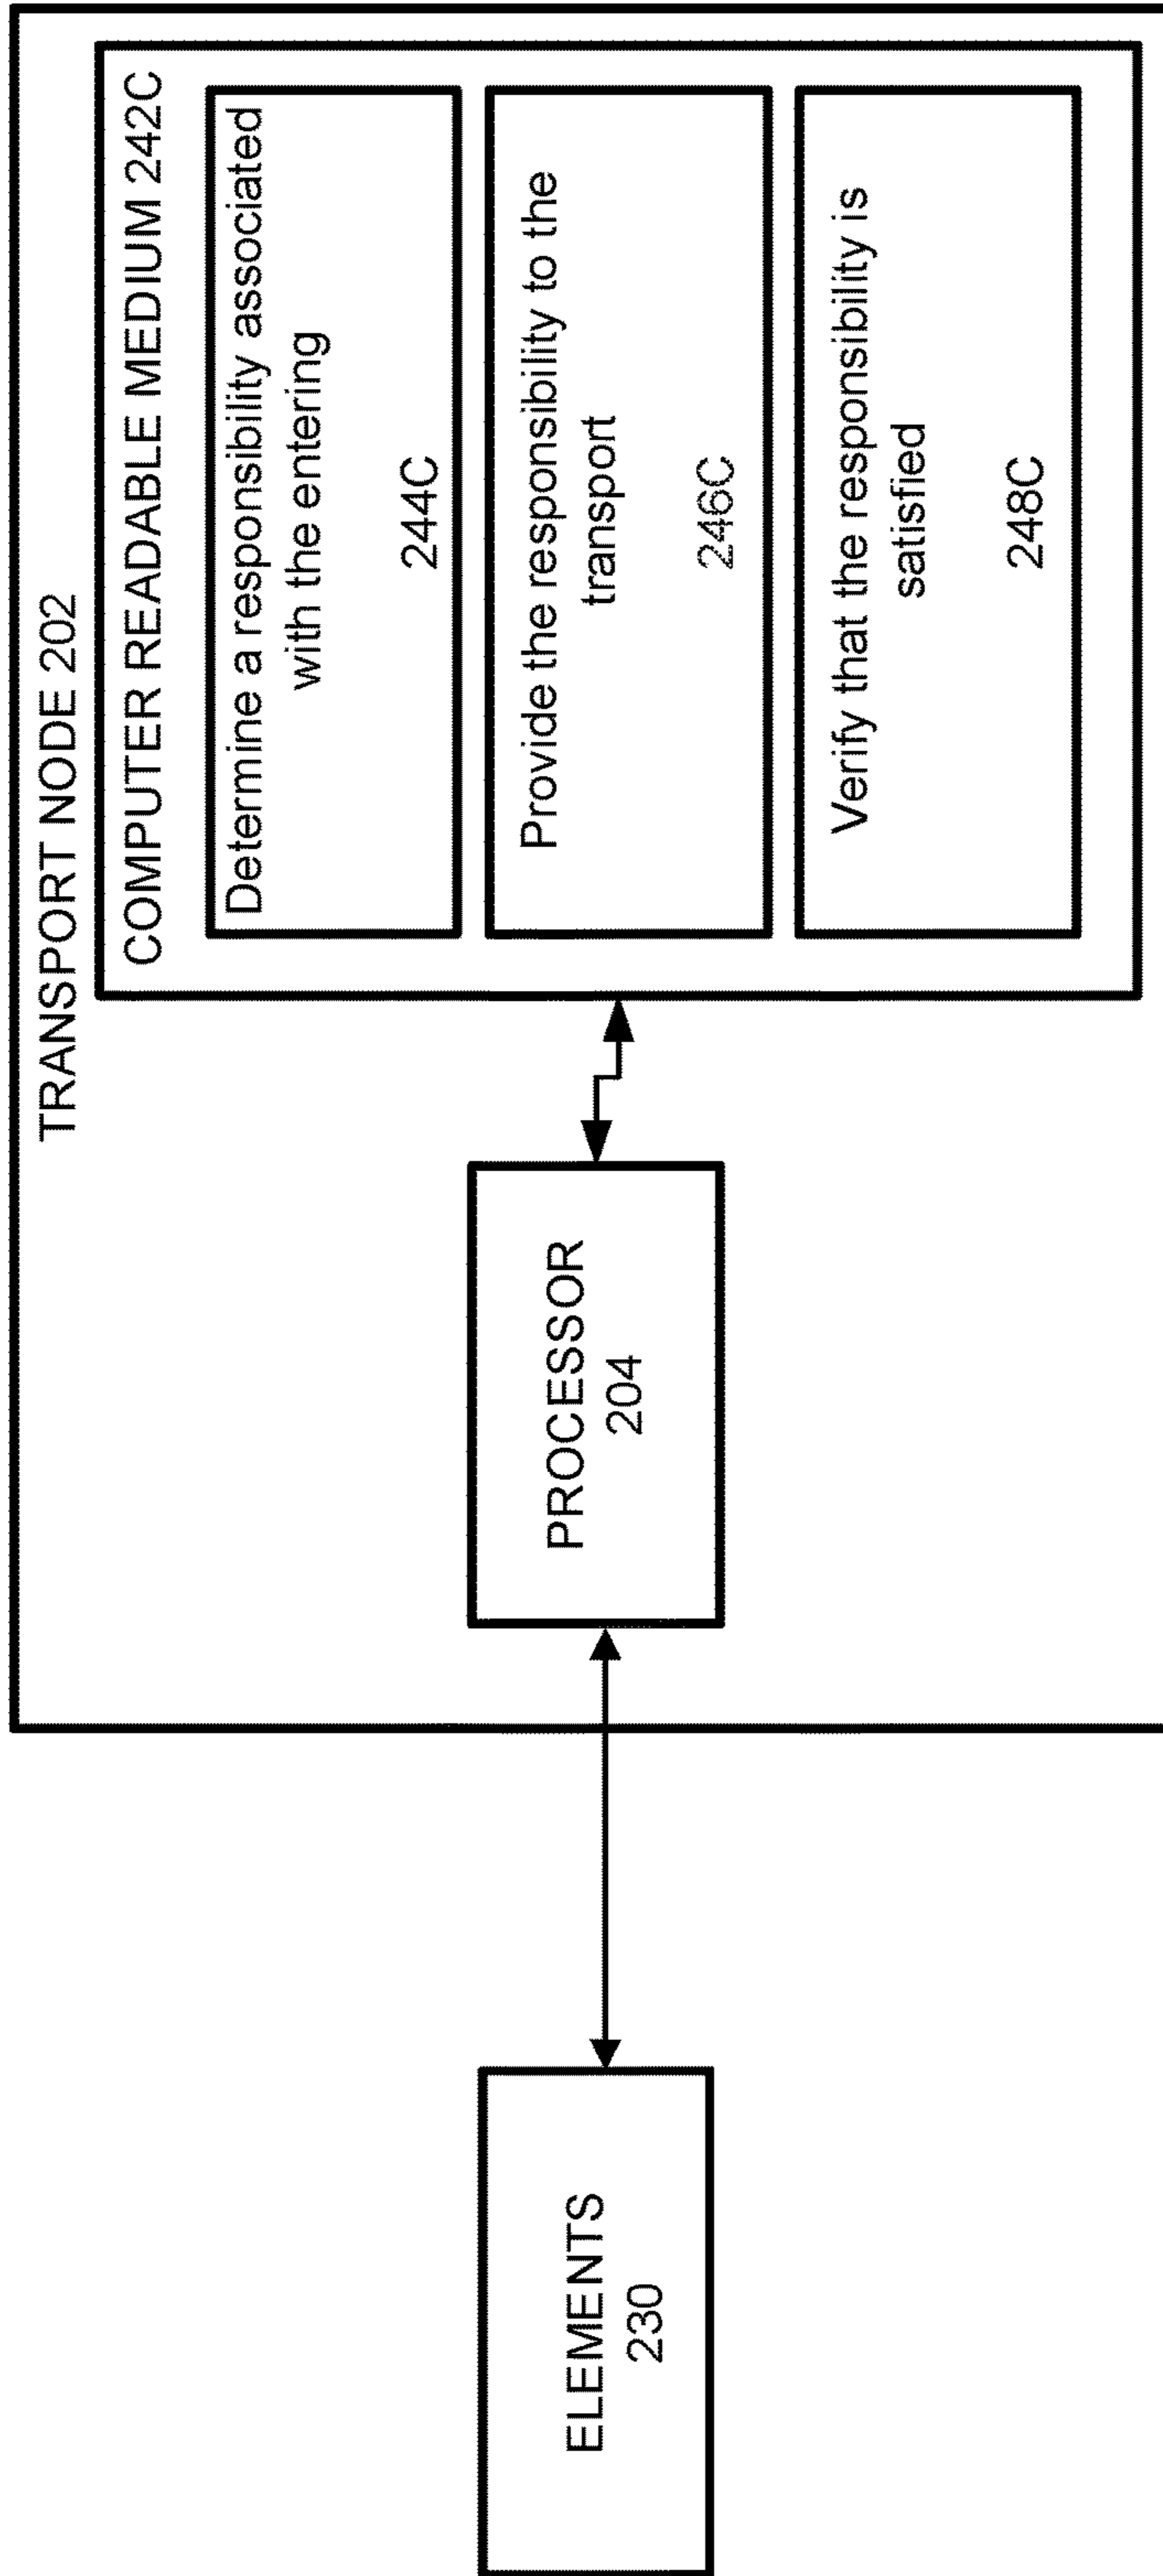 TRANSPORT NODE 202
COMPUTER READABLE MEDIUM 242C
Determine a responsibility associated
with the entering
244C
Provide the responsibility to the
transport
246C
Verify that the responsibility is
satisfied
248C
PROCESSOR
204
ELEMENTS
230